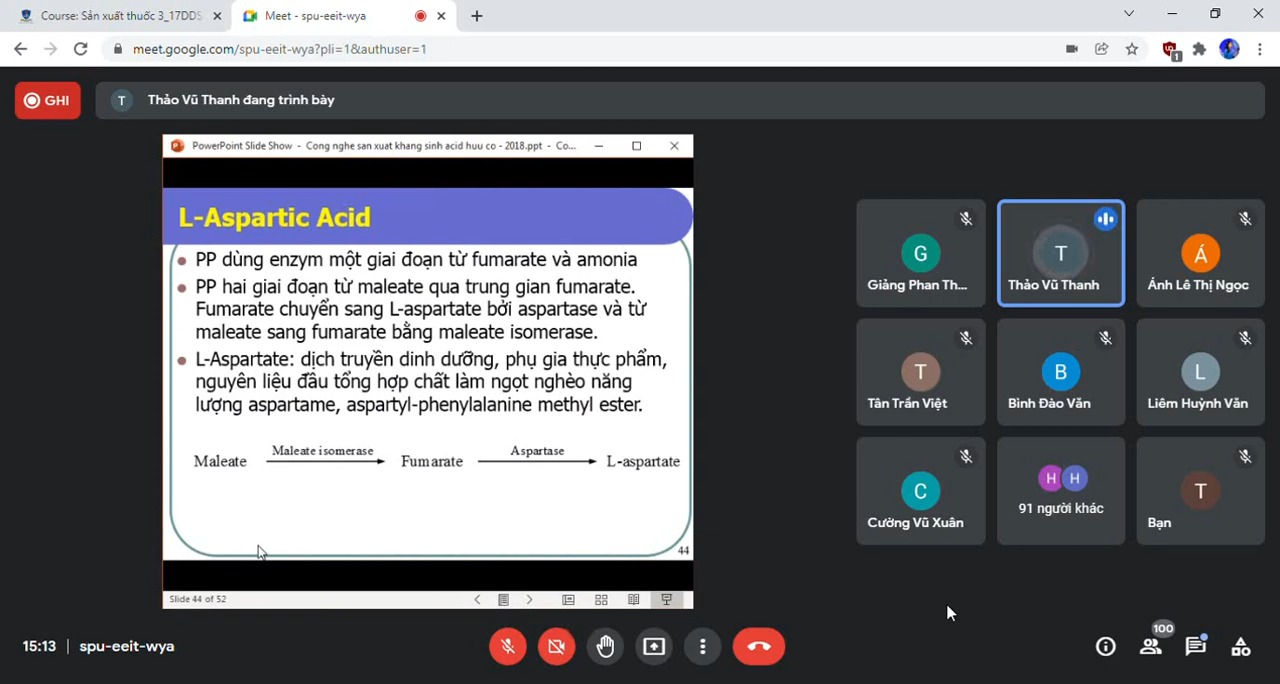 Course: Sản xuất thuốc 3_17DDS
Meet - spu-eeit-wya
meet.google.com/spu-eeit-wya?pli=1&authuser=1
1
GHI
T
Thảo Vũ Thanh đang trình bày
PowerPoint Slide Show - Cong nghe san xuat khang sinh acid huu co - 2018.ppt - Co...
L-Aspartic Acid
PP dùng enzym một giai đoạn từ fumarate và amonia
PP hai giai đoạn từ maleate qua trung gian fumarate.
Fumarate chuyển sang L-aspartate bởi aspartase và từ
maleate sang fumarate bằng maleate isomerase.
L-Aspartate: dịch truyền dinh dưỡng, phụ gia thực phẩm,
nguyên liệu đầu tổng hợp chất làm ngọt nghèo năng
lượng aspartame, aspartyl-phenylalanine methyl ester.
Maleate isomerase
Aspartase
Maleate
Fumarate
L-aspartate
44
Slide 44 of 52
G
Giảng Phan Th...
T
Thảo Vũ Thanh
Á
Ánh Lê Thị Ngọc
T
Tân Trần Việt
B
Bình Đào Văn
L
Liêm Huỳnh Văn
C
Cường Vũ Xuân
H
H
91 người khác
T
Bạn
15:13
spu-eeit-wya
100